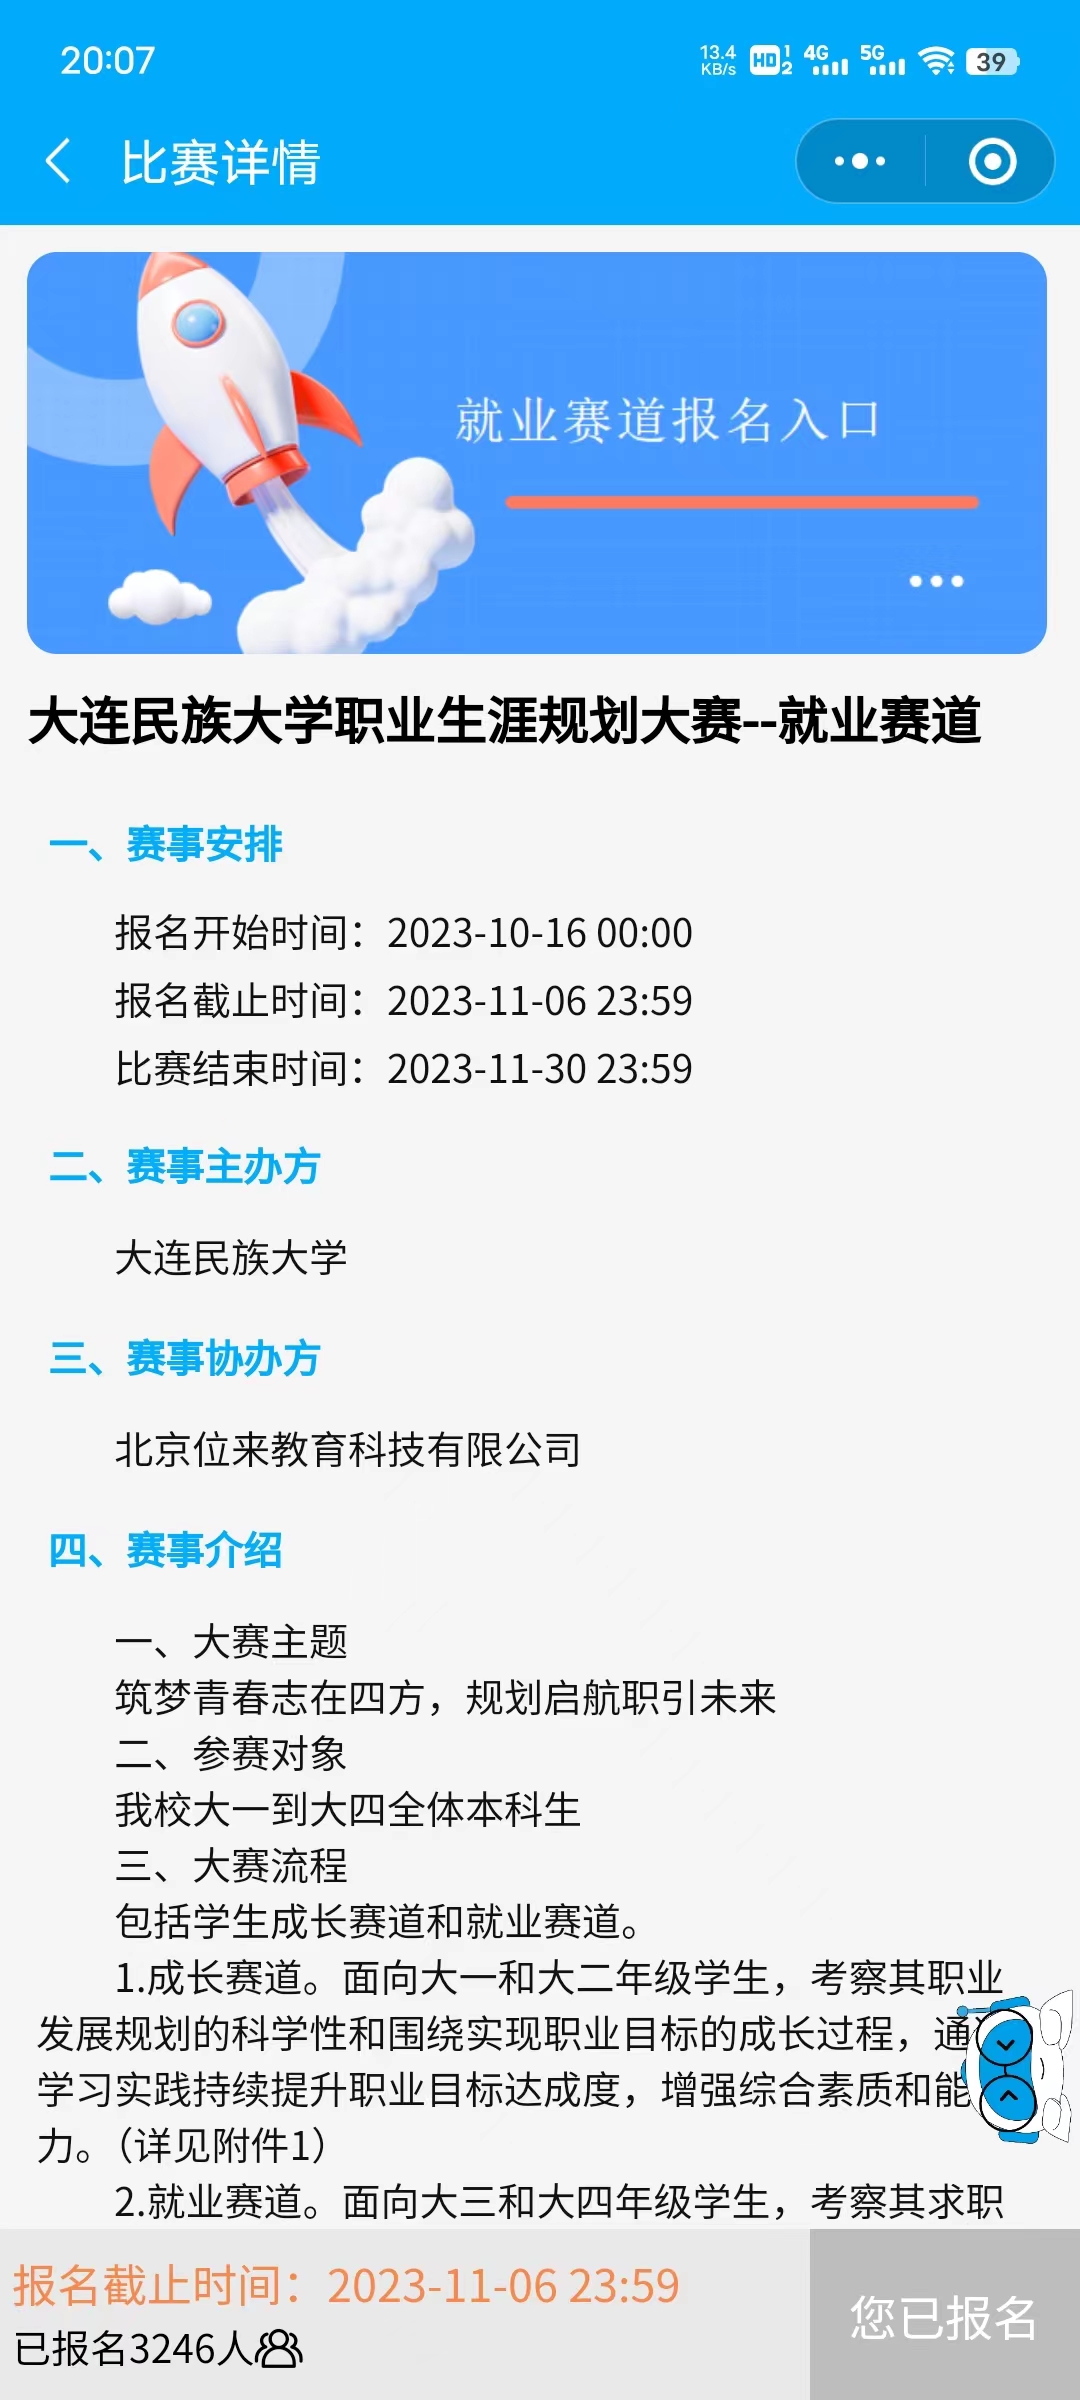 20:07
13.4
KB/s
HD 1 2
4G
5G
39
比赛详情
就业赛道报名入口
大连民族大学职业生涯规划大赛--就业赛道
一、赛事安排
报名开始时间：2023-10-16 00:00
报名截止时间：2023-11-06 23:59
比赛结束时间：2023-11-30 23:59
二、赛事主办方
大连民族大学
三、赛事协办方
北京位来教育科技有限公司
四、赛事介绍
一、大赛主题
筑梦青春志在四方，规划启航职引未来
二、参赛对象
我校大一到大四全体本科生
三、大赛流程
包括学生成长赛道和就业赛道。
1.成长赛道。面向大一和大二年级学生，考察其职业
发展规划的科学性和围绕实现职业目标的成长过程，通
学习实践持续提升职业目标达成度，增强综合素质和能
力。（详见附件1）
2.就业赛道。面向大三和大四年级学生，考察其求职
报名截止时间：2023-11-06 23:59
已报名3246人
您已报名